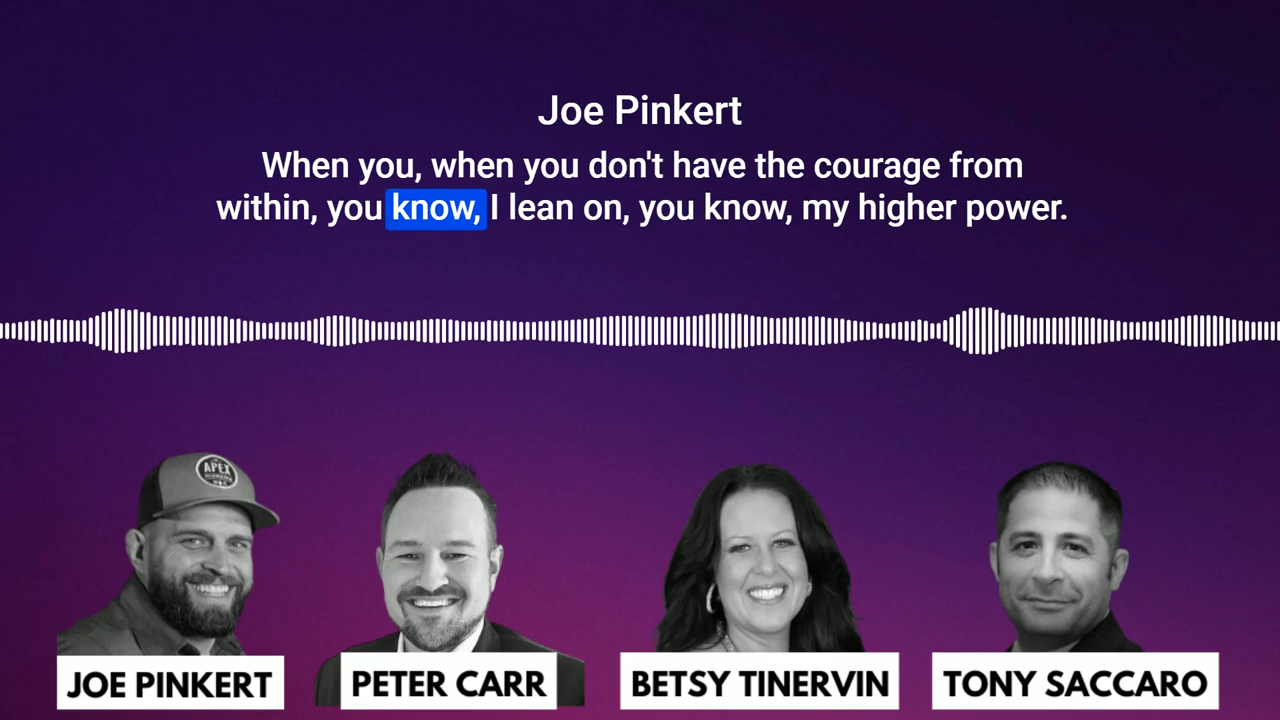 Joe Pinkert
When you, when you don't have the courage from
within, you know, I lean on, you know, my higher power.
APEX
JOE PINKERT
PETER CARR
BETSY TINERVIN
TONY SACCARO